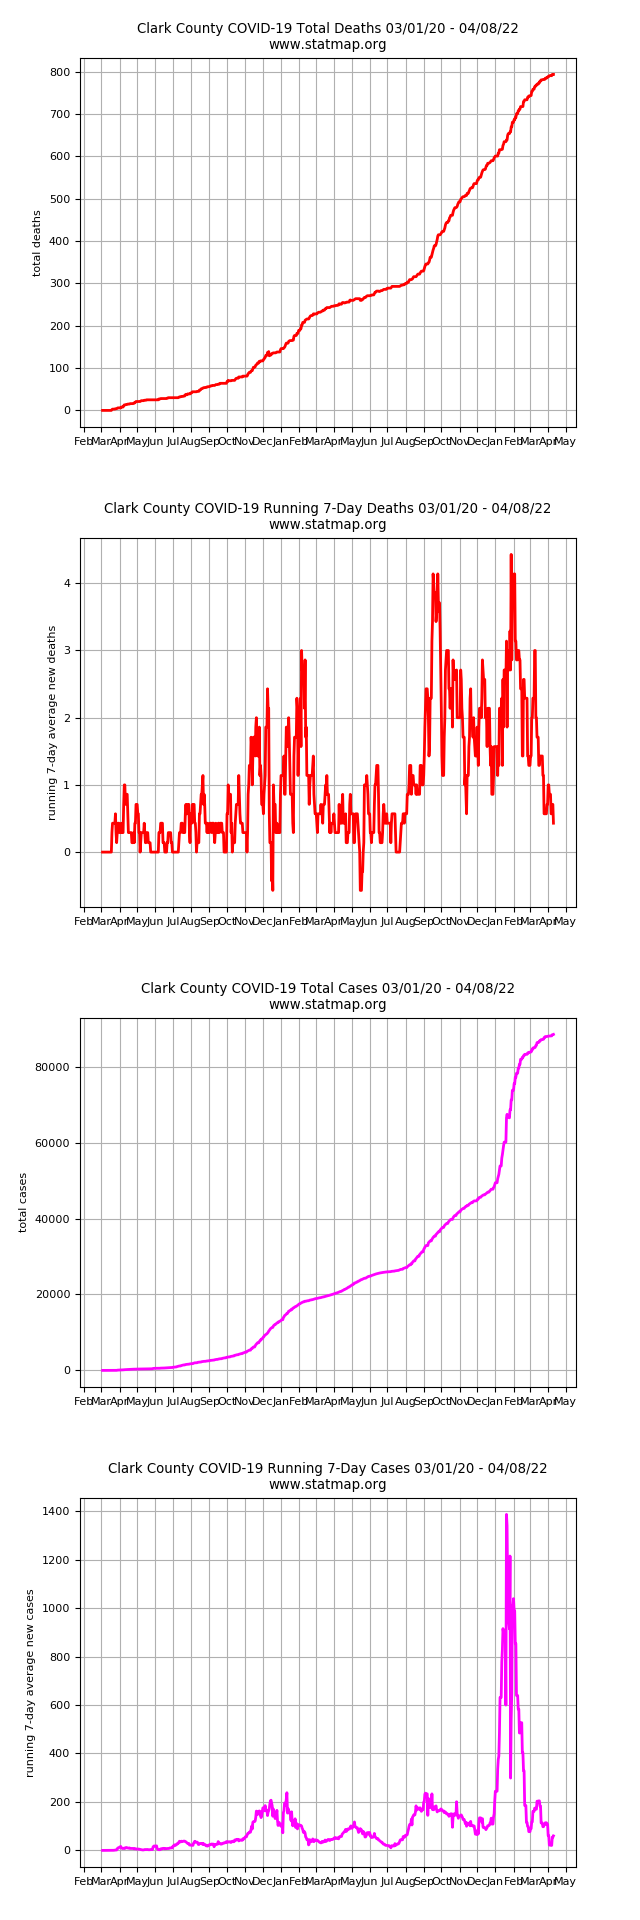 Clark County COVID-19 Total Deaths 03/01/20 - 04/08/22
www.statmap.org
total deaths
800
700
600
500
400
300
200
100
0
Feb Mar Apr May Jun Jul Aug Sep Oct Nov Dec Jan Feb Mar Apr May Jun Jul Aug Sep Oct Nov Dec Jan Feb Mar Apr May
Clark County COVID-19 Running 7-Day Deaths 03/01/20 - 04/08/22
www.statmap.org
running 7-day average new deaths
4
3
2
1
0
Feb Mar Apr May Jun Jul Aug Sep Oct Nov Dec Jan Feb Mar Apr May Jun Jul Aug Sep Oct Nov Dec Jan Feb Mar Apr May
Clark County COVID-19 Total Cases 03/01/20 - 04/08/22
www.statmap.org
total cases
80000
60000
40000
20000
0
Feb Mar Apr May Jun Jul Aug Sep Oct Nov Dec Jan Feb Mar Apr May Jun Jul Aug Sep Oct Nov Dec Jan Feb Mar Apr May
Clark County COVID-19 Running 7-Day Cases 03/01/20 - 04/08/22
www.statmap.org
running 7-day average new cases
1400
1200
1000
800
600
400
200
0
Feb Mar Apr May Jun Jul Aug Sep Oct Nov Dec Jan Feb Mar Apr May Jun Jul Aug Sep Oct Nov Dec Jan Feb Mar Apr May